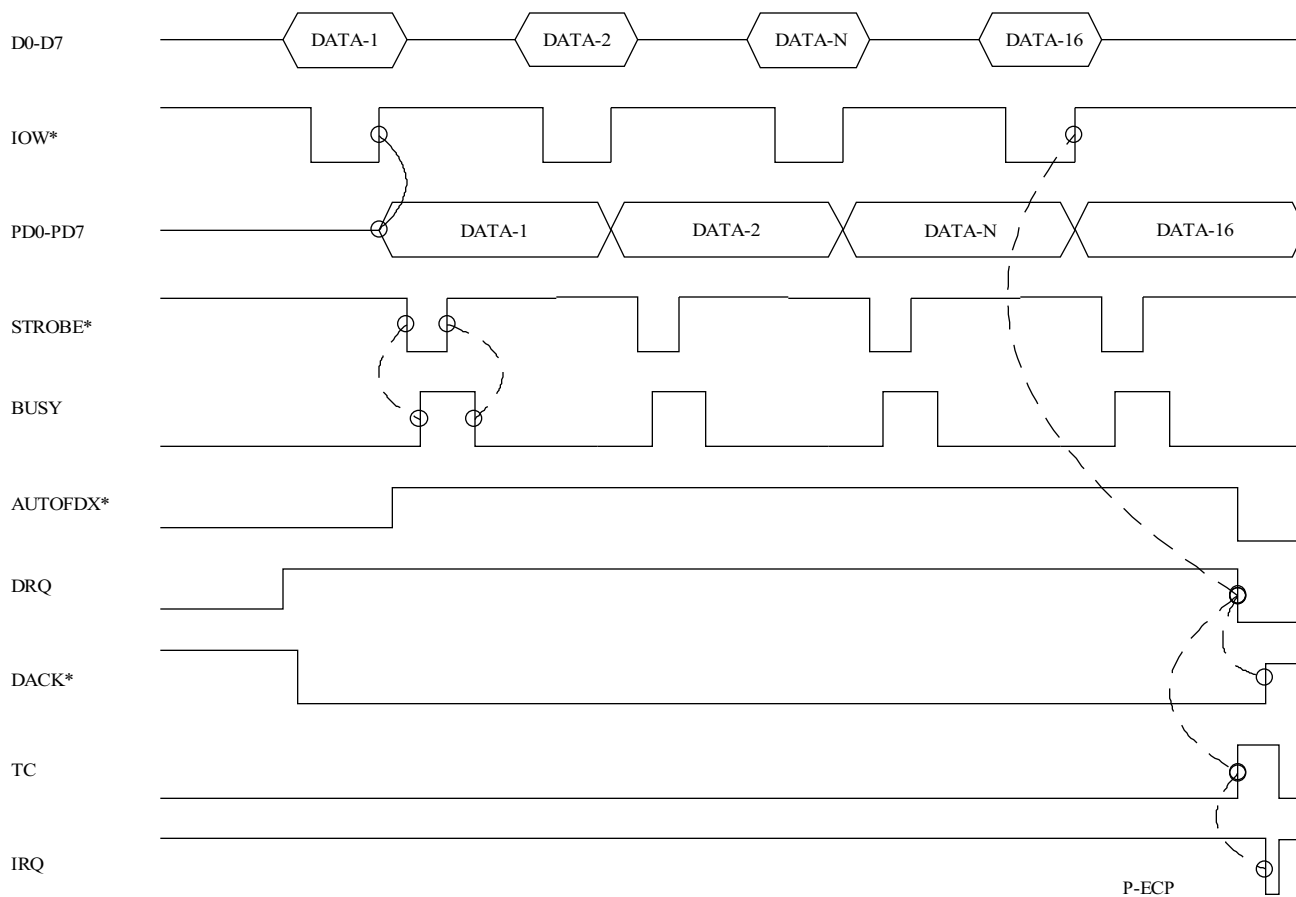 D0-D7 DATA-1 DATA-2 DATA-N DATA-16
IOW*
PD0-PD7 DATA-1 DATA-2 DATA-N DATA-16
STROBE*
BUSY
AUTOFDX*
DRQ
DACK*
TC
IRQ
P-ECP